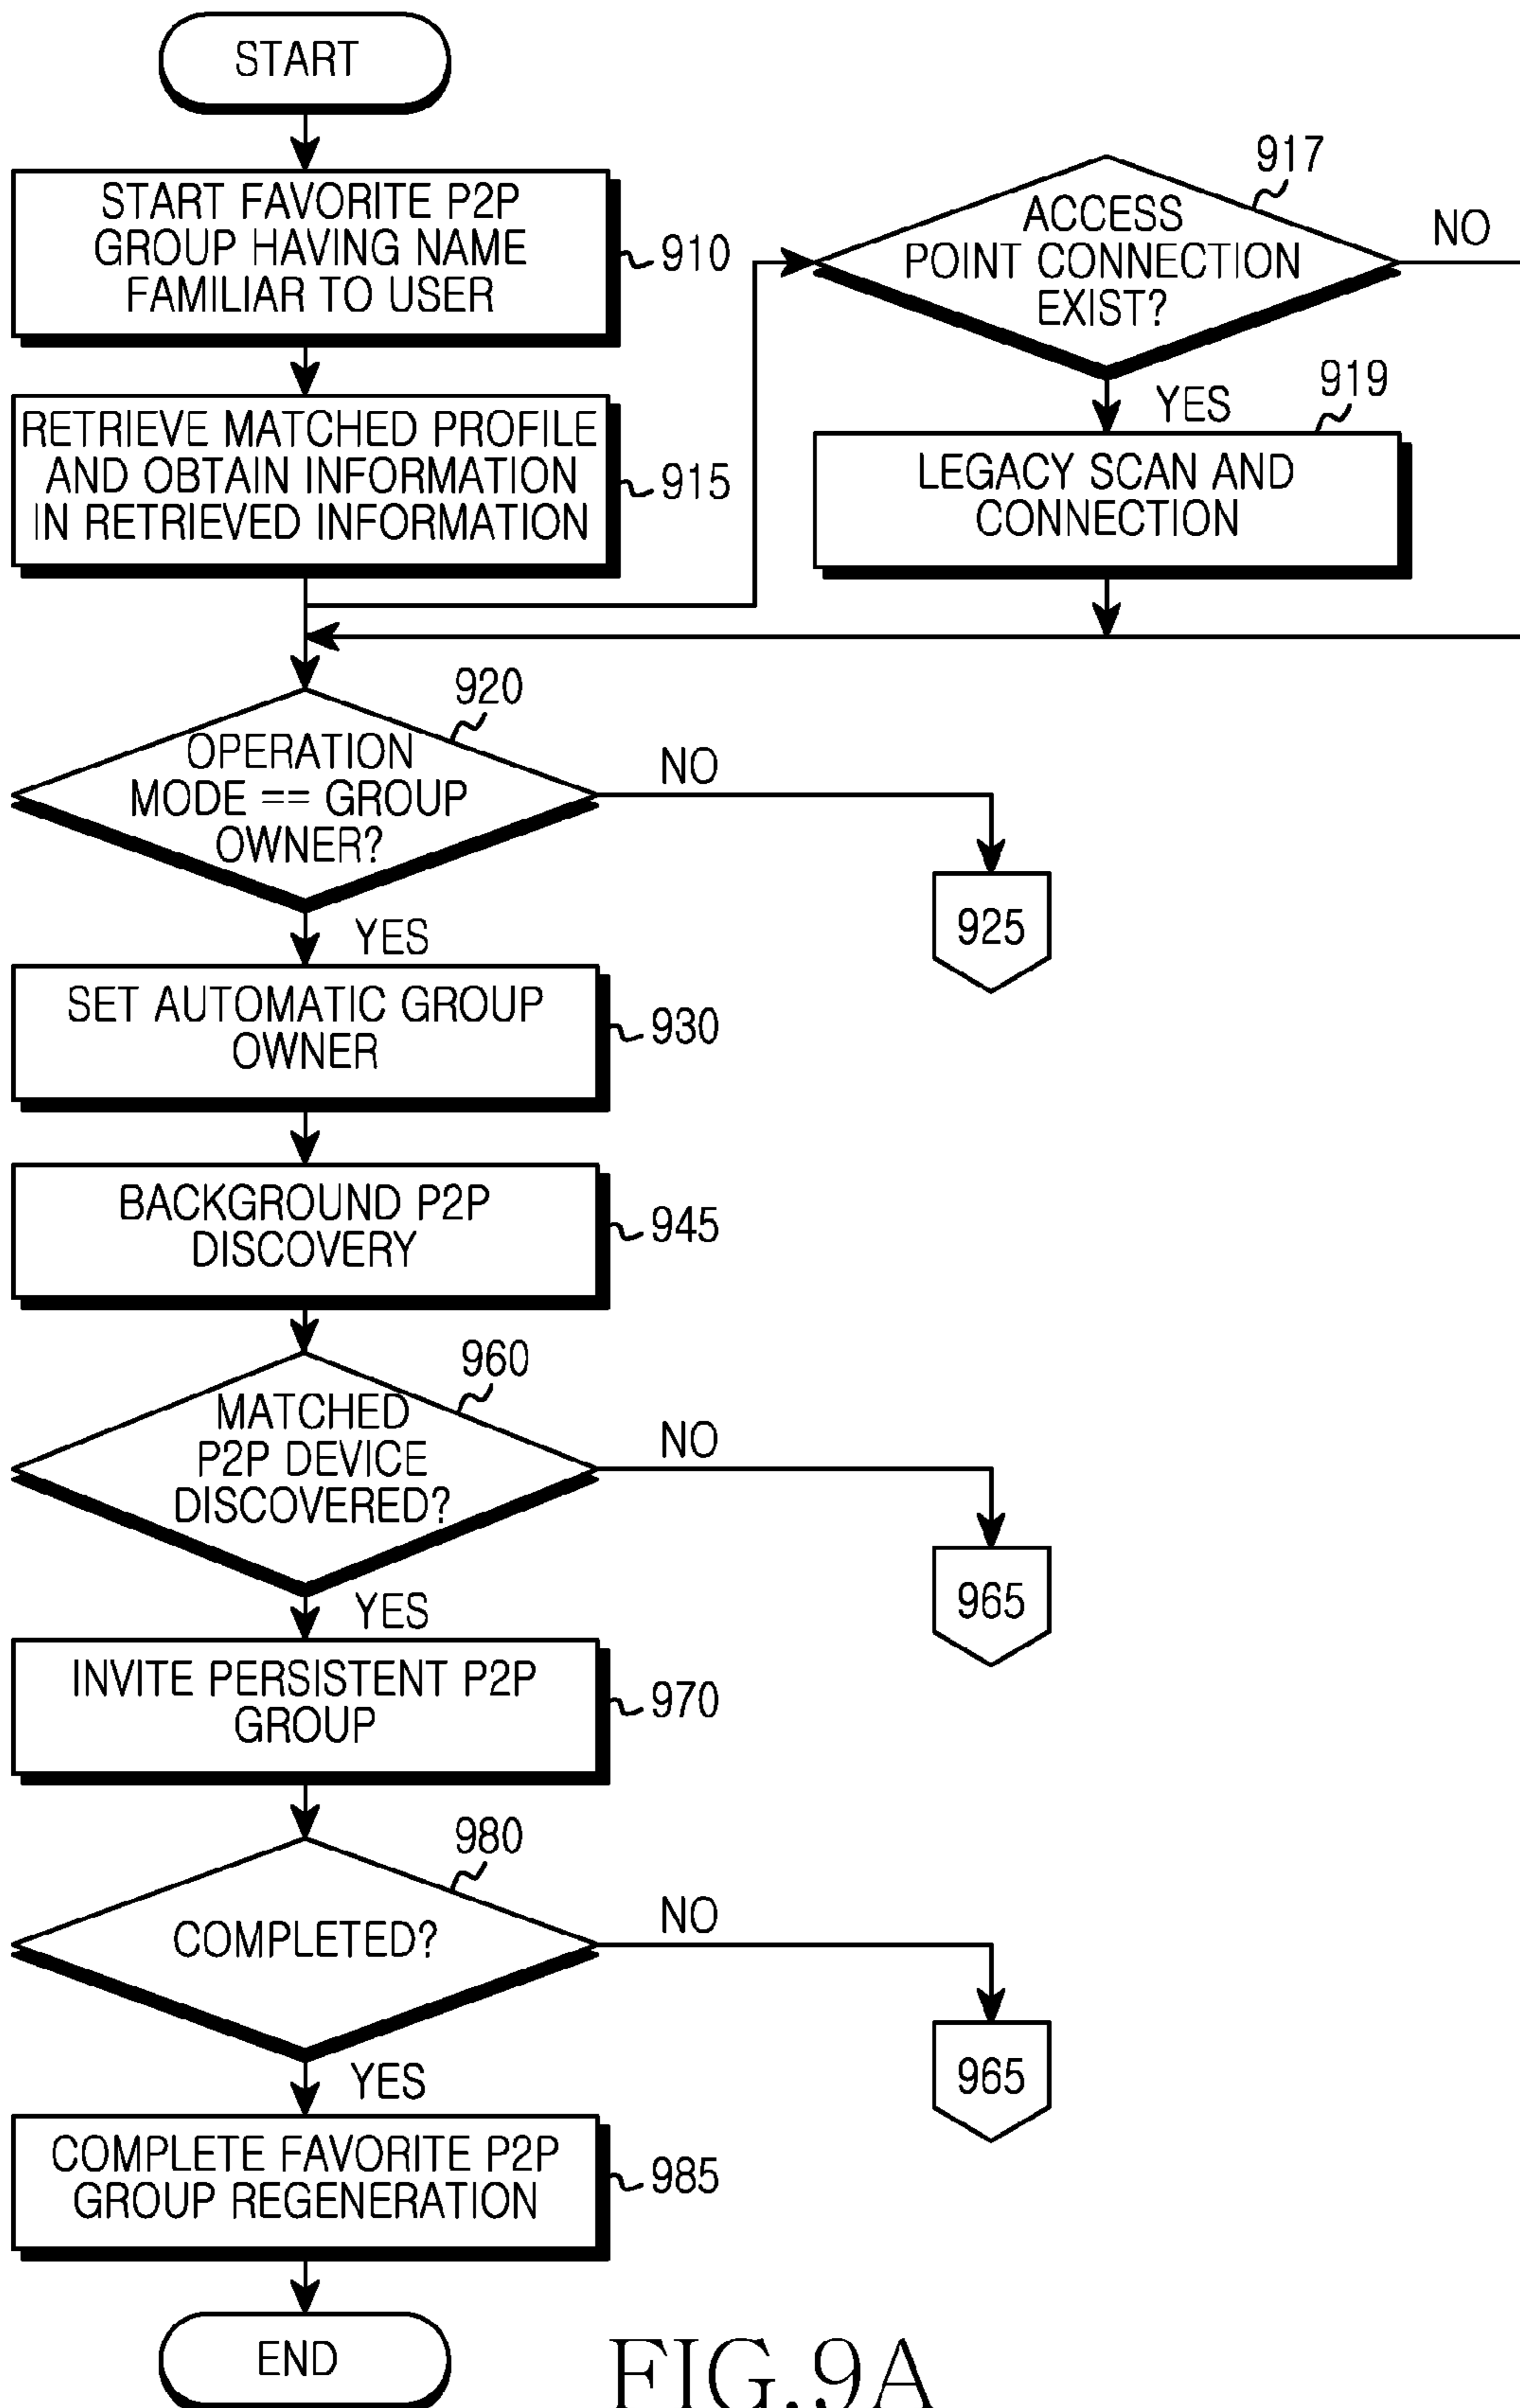 START
START FAVORITE P2P
GROUP HAVING NAME
FAMILIAR TO USER
910
RETRIEVE MATCHED PROFILE
AND OBTAIN INFORMATION
IN RETRIEVED INFORMATION
915
917
ACCESS
POINT CONNECTION
EXIST?
NO
YES
919
LEGACY SCAN AND
CONNECTION
920
OPERATION
MODE == GROUP
OWNER?
NO
925
YES
SET AUTOMATIC GROUP
OWNER
930
BACKGROUND P2P
DISCOVERY
945
960
MATCHED
P2P DEVICE
DISCOVERED?
NO
965
YES
INVITE PERSISTENT P2P
GROUP
970
980
COMPLETED?
NO
965
YES
COMPLETE FAVORITE P2P
GROUP REGENERATION
985
END
FIG.9A